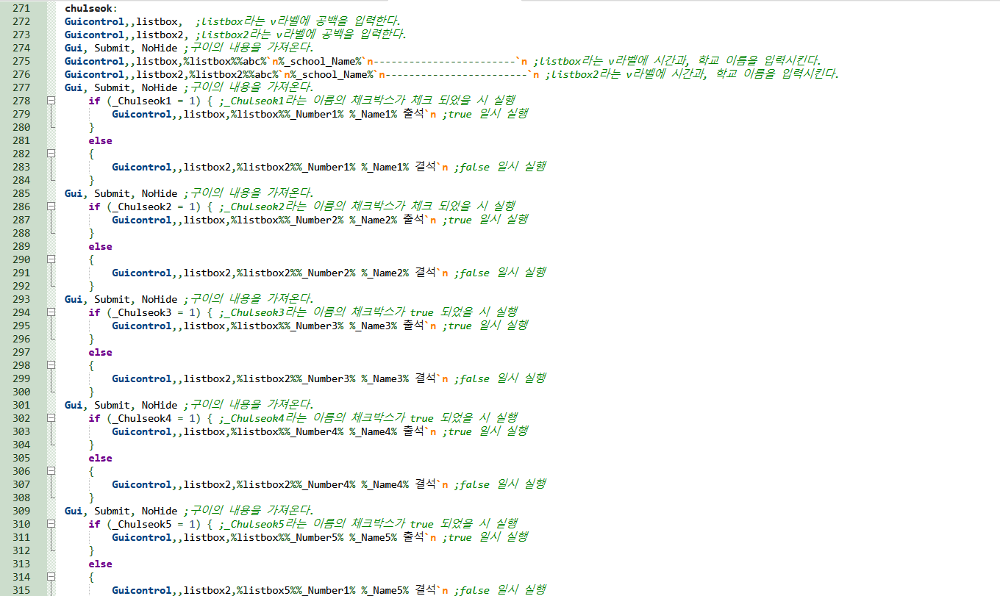 271 chulseok:
272 Guicontrol,,listbox, ;listbox라는 v라벨에 공백을 입력한다.
273 Guicontrol,,listbox2, ;listbox2라는 v라벨에 공백을 입력한다.
274 Gui, Submit, NoHide ;구이의 내용을 가져온다.
275 Guicontrol,,listbox,%listbox%%abc%`n%_school_Name%`n------------------------`n ;listbox라는 v라벨에 시간과, 학교 이름을 입력시킨다.
276 Guicontrol,,listbox2,%listbox2%%abc%`n%_school_Name%`n------------------------`n ;listbox2라는 v라벨에 시간과, 학교 이름을 입력시킨다.
277 Gui, Submit, NoHide ;구이의 내용을 가져온다.
278 if (_Chulseok1 = 1) { ;_Chulseok1라는 이름의 체크박스가 체크 되었을 시 실행
279 Guicontrol,,listbox,%listbox%%_Number1% %_Name1% 출석`n ;true 일시 실행
280 }
281 else
282 {
283 Guicontrol,,listbox2,%listbox2%%_Number1% %_Name1% 결석`n ;false 일시 실행
284 }
285 Gui, Submit, NoHide ;구이의 내용을 가져온다.
286 if (_Chulseok2 = 1) { ;_Chulseok2라는 이름의 체크박스가 체크 되었을 시 실행
287 Guicontrol,,listbox,%listbox%%_Number2% %_Name2% 출석`n ;true 일시 실행
288 }
289 else
290 {
291 Guicontrol,,listbox2,%listbox2%%_Number2% %_Name2% 결석`n ;false 일시 실행
292 }
293 Gui, Submit, NoHide ;구이의 내용을 가져온다.
294 if (_Chulseok3 = 1) { ;_Chulseok3라는 이름의 체크박스가 true 되었을 시 실행
295 Guicontrol,,listbox,%listbox%%_Number3% %_Name3% 출석`n ;true 일시 실행
296 }
297 else
298 {
299 Guicontrol,,listbox2,%listbox2%%_Number3% %_Name3% 결석`n ;false 일시 실행
300 }
301 Gui, Submit, NoHide ;구이의 내용을 가져온다.
302 if (_Chulseok4 = 1) { ;_Chulseok4라는 이름의 체크박스가 true 되었을 시 실행
303 Guicontrol,,listbox,%listbox%%_Number4% %_Name4% 출석`n ;true 일시 실행
304 }
305 else
306 {
307 Guicontrol,,listbox2,%listbox2%%_Number4% %_Name4% 결석`n ;false 일시 실행
308 }
309 Gui, Submit, NoHide ;구이의 내용을 가져온다.
310 if (_Chulseok5 = 1) { ;_Chulseok5라는 이름의 체크박스가 true 되었을 시 실행
311 Guicontrol,,listbox,%listbox%%_Number5% %_Name5% 출석`n ;true 일시 실행
312 }
313 else
314 {
315 Guicontrol,,listbox2,%listbox5%%_Number1% %_Name5% 결석`n ;false 일시 실행